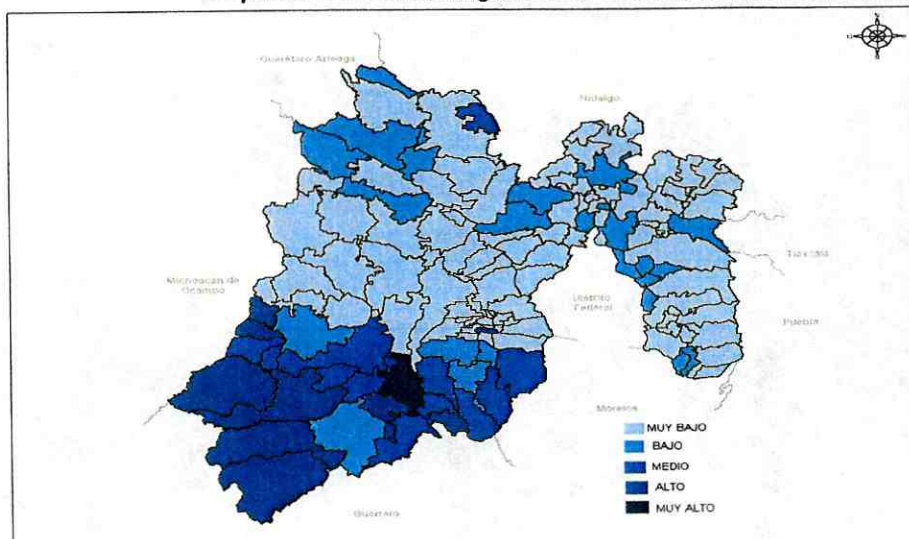 Querétaro Arteaga
Hidalgo
Michoacán de
Ocampo
Distrito
Federal
Tlaxcala
Puebla
Morelos
Guerrero
MUY BAJO
BAJO
MEDIO
ALTO
MUY ALTO